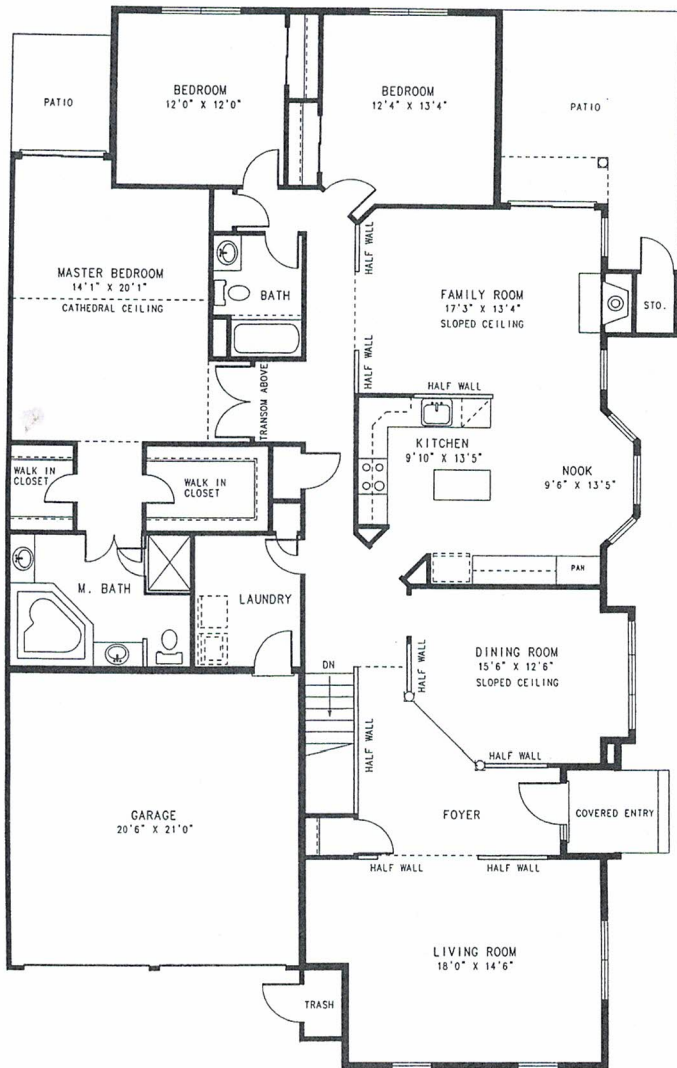 BEDROOM
12'0" X 12'0"
BEDROOM
12'4" X 13'4"
PATIO
PATIO
MASTER BEDROOM
14'1" X 20'1"
CATHEDRAL CEILING
BATH
HALF WALL
FAMILY ROOM
17'3" X 13'4"
SLOPED CEILING
STO.
HALF WALL
TRANSOM ABOVE
HALF WALL
KITCHEN
9'10" X 13'5"
NOOK
9'6" X 13'5"
WALK IN
CLOSET
WALK IN
CLOSET
PAN
M. BATH
LAUNDRY
DINING ROOM
15'6" X 12'6"
SLOPED CEILING
HALF WALL
DN
HALF WALL
HALF WALL
GARAGE
20'6" X 21'0"
FOYER
COVERED ENTRY
HALF WALL
HALF WALL
LIVING ROOM
18'0" X 14'6"
TRASH